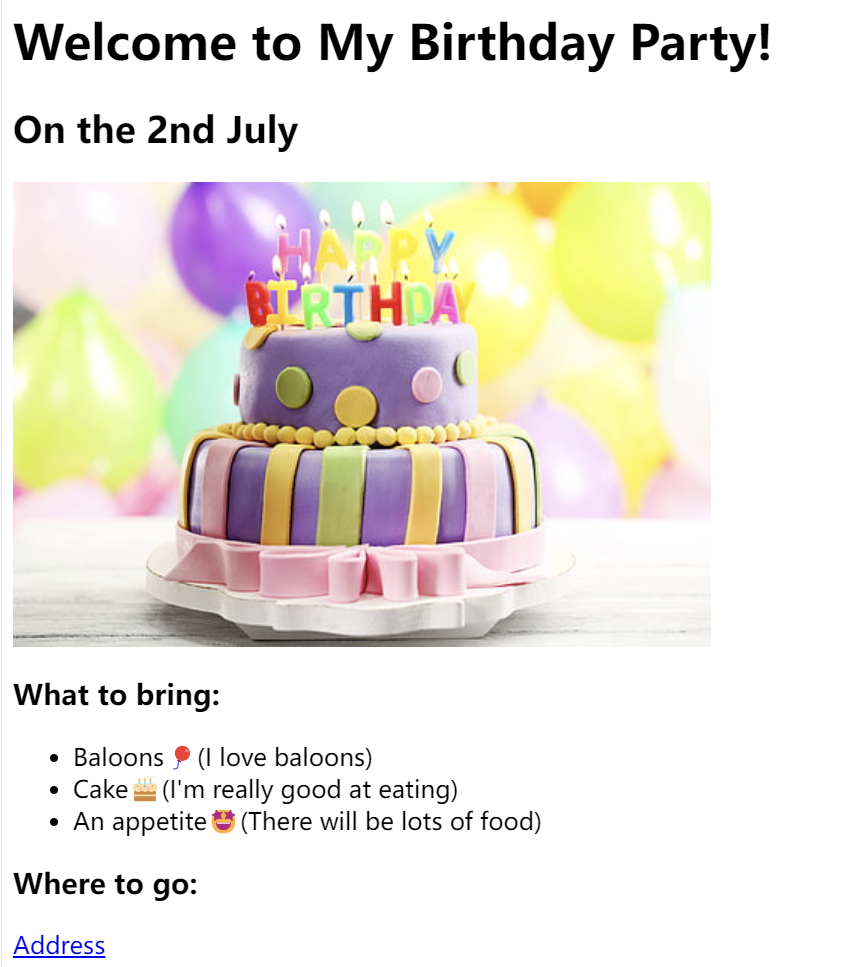 Welcome to My Birthday Party!
On the 2nd July
HAPPY
BIRTHDAY
What to bring:
Baloons 🎈 (I love baloons)
Cake 🎂 (I'm really good at eating)
An appetite 🤩 (There will be lots of food)
Where to go:
Address